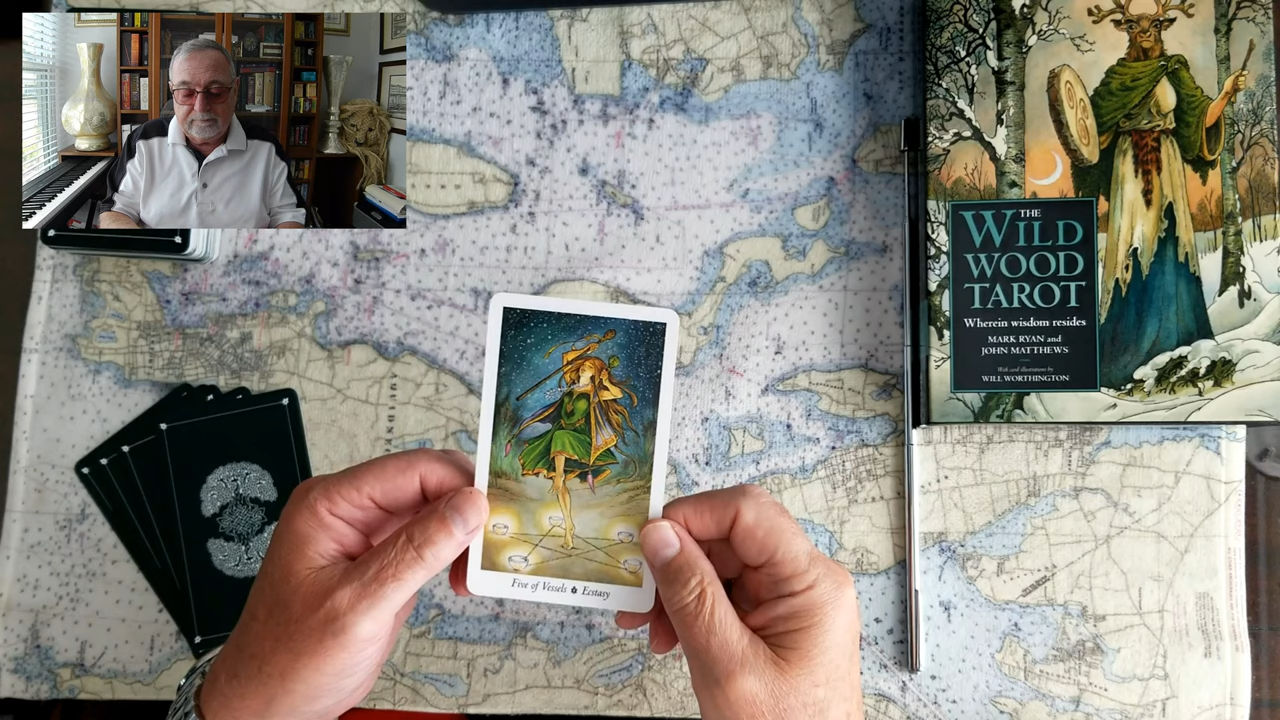 THE
WILD
WOOD
TAROT
Wherein wisdom resides
MARK RYAN and
JOHN MATTHEWS
With card illustrations by
WILL WORTHINGTON
Five of Vessels Ecstasy